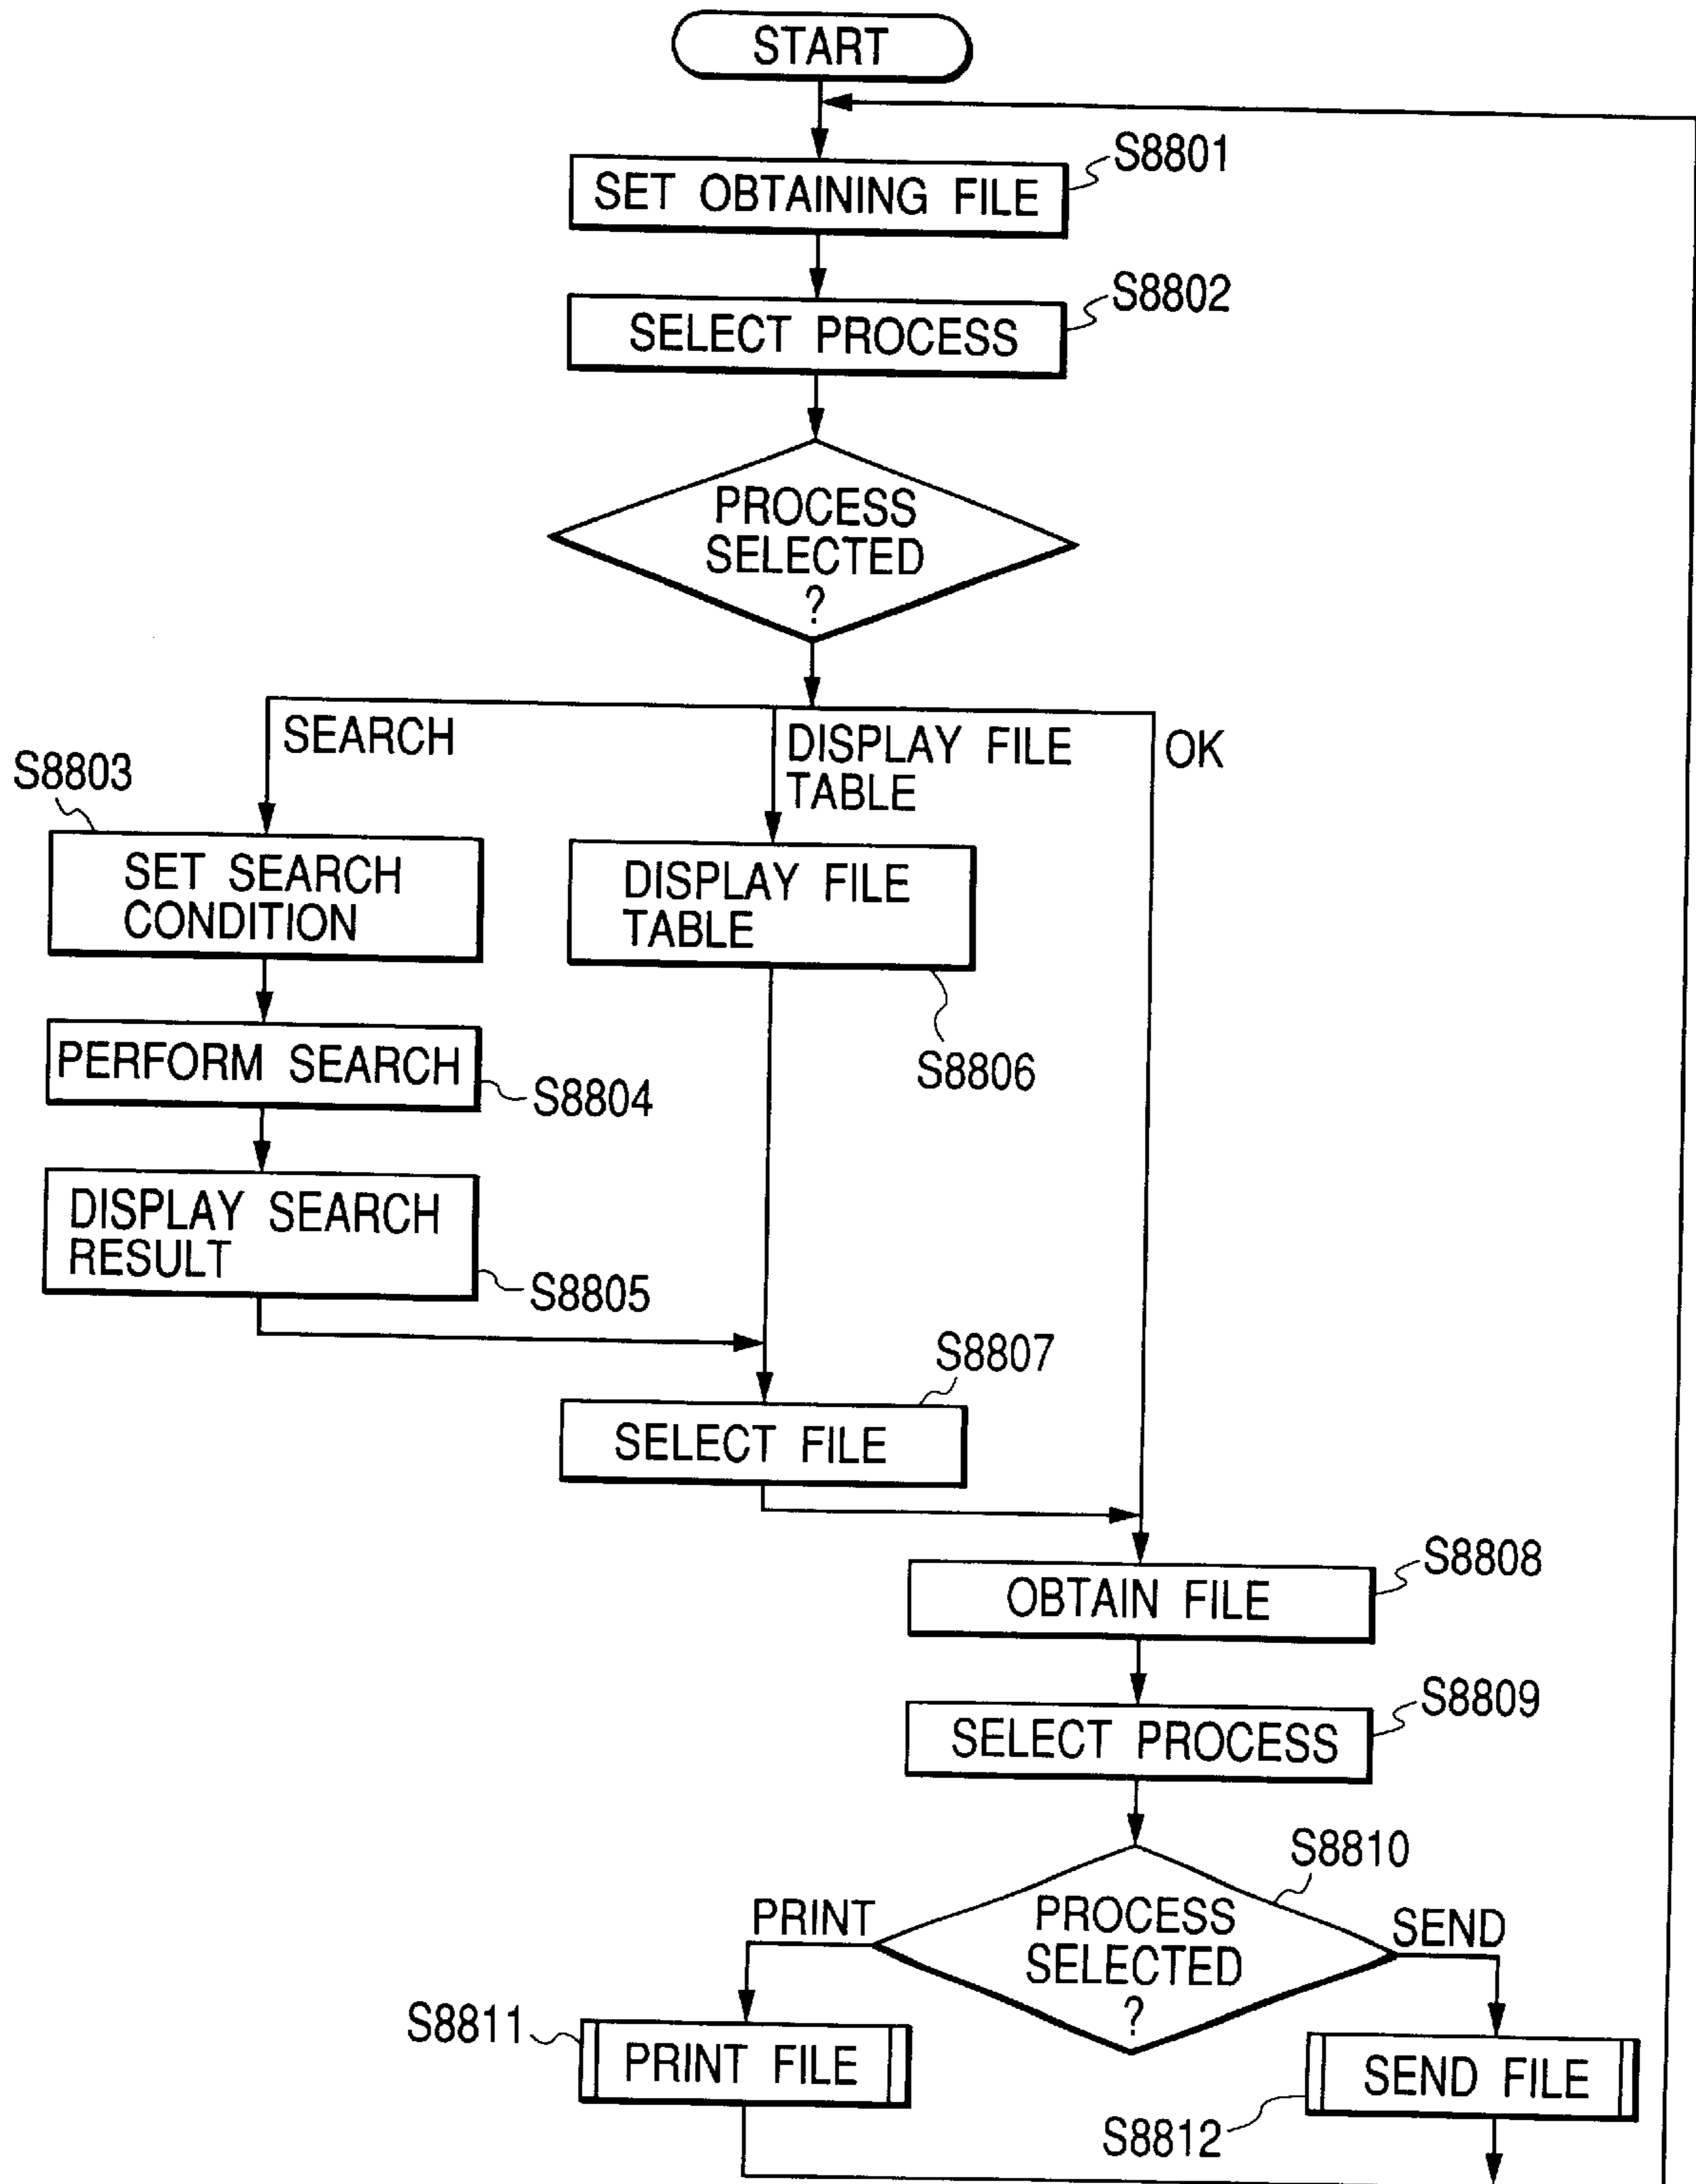 START
S8801
SET OBTAINING FILE
S8802
SELECT PROCESS
PROCESS
SELECTED
?
SEARCH
DISPLAY FILE
TABLE
OK
S8803
SET SEARCH
CONDITION
DISPLAY FILE
TABLE
S8806
PERFORM SEARCH
S8804
DISPLAY SEARCH
RESULT
S8805
S8807
SELECT FILE
S8808
OBTAIN FILE
S8809
SELECT PROCESS
S8810
PRINT
PROCESS
SELECTED
?
SEND
S8811
PRINT FILE
SEND FILE
S8812